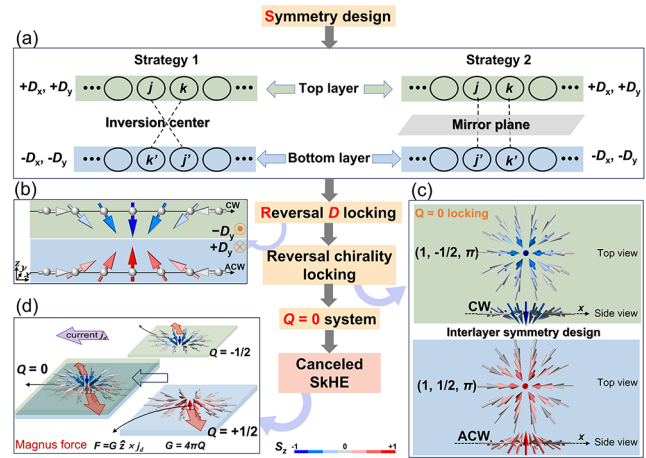 Symmetry design
(a)
Strategy 1
Strategy 2
+Dx, +Dy
••• j k •••
Top layer
••• j k •••
+Dx, +Dy
Inversion center
Mirror plane
-Dx, -Dy
••• k' j' •••
Bottom layer
••• j' k' •••
-Dx, -Dy
(b)
CW
−Dy
+Dy
ACW
z
y
x
Reversal D locking
Reversal chirality
locking
Q = 0 system
Canceled
SkHE
(c)
Q = 0 locking
(1, -1/2, π)
Top view
CW
x
Side view
Interlayer symmetry design
(1, 1/2, π)
Top view
ACW
x
Side view
(d)
current jd
Q = -1/2
Q = 0
Q = +1/2
Magnus force
F=G ẑ × jd
G = 4πQ
Sz
-1
0
+1